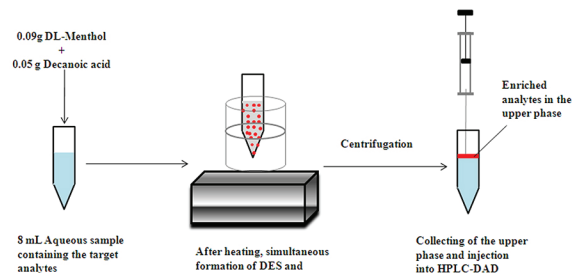 0.09g DL-Menthol
+
0.05 g Decanoic acid
Enriched
analytes in the
upper phase
Centrifugation
8 mL Aqueous sample
containing the target
analytes
After heating, simultaneous
formation of DES and
Collecting of the upper
phase and injection
into HPLC-DAD